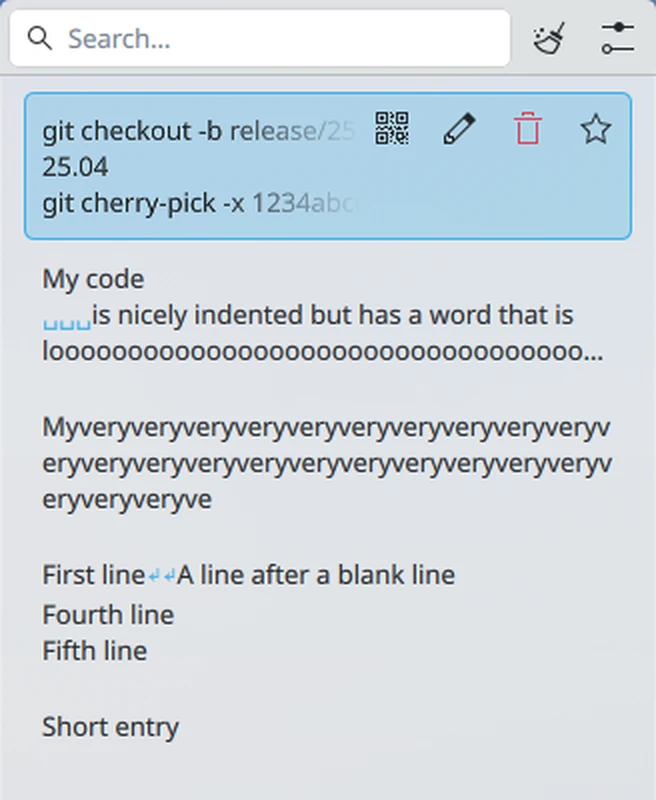 Search...
git checkout -b release/25
25.04
git cherry-pick -x 1234abc
My code
␣␣␣is nicely indented but has a word that is
loooooooooooooooooooooooooooooooooo...
Myveryveryveryveryveryveryveryveryveryveryv
eryveryveryveryveryveryveryveryveryveryveryv
eryveryveryve
First line↲↲A line after a blank line
Fourth line
Fifth line
Short entry